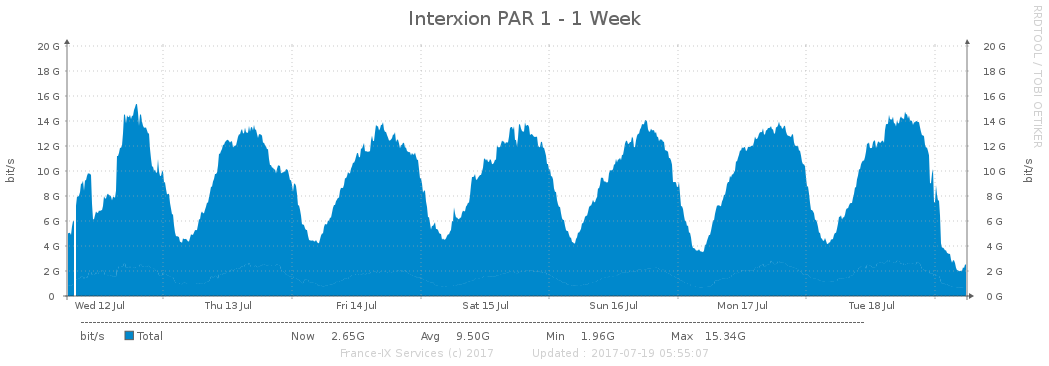 Interxion PAR 1 - 1 Week
RRDTOOL / TOBI OETIKER
20 G 20 G
18 G 18 G
16 G 16 G
14 G 14 G
12 G 12 G
10 G 10 G
8 G 8 G
6 G 6 G
4 G 4 G
2 G 2 G
0 0 G
bit/s
bit/s
Wed 12 Jul Thu 13 Jul Fri 14 Jul Sat 15 Jul Sun 16 Jul Mon 17 Jul Tue 18 Jul
bit/s Total Now 2.65G Avg 9.50G Min 1.96G Max 15.34G
France-IX Services (c) 2017 Updated : 2017-07-19 05:55:07